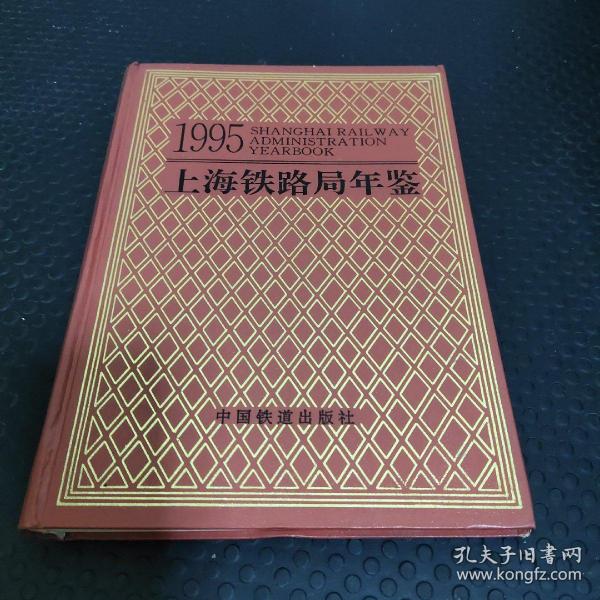 1995
SHANGHAI RAILWAY
ADMINISTRATION
YEARBOOK
上海铁路局年鉴
中国铁道出版社
孔夫子旧书网
www.kongfz.com